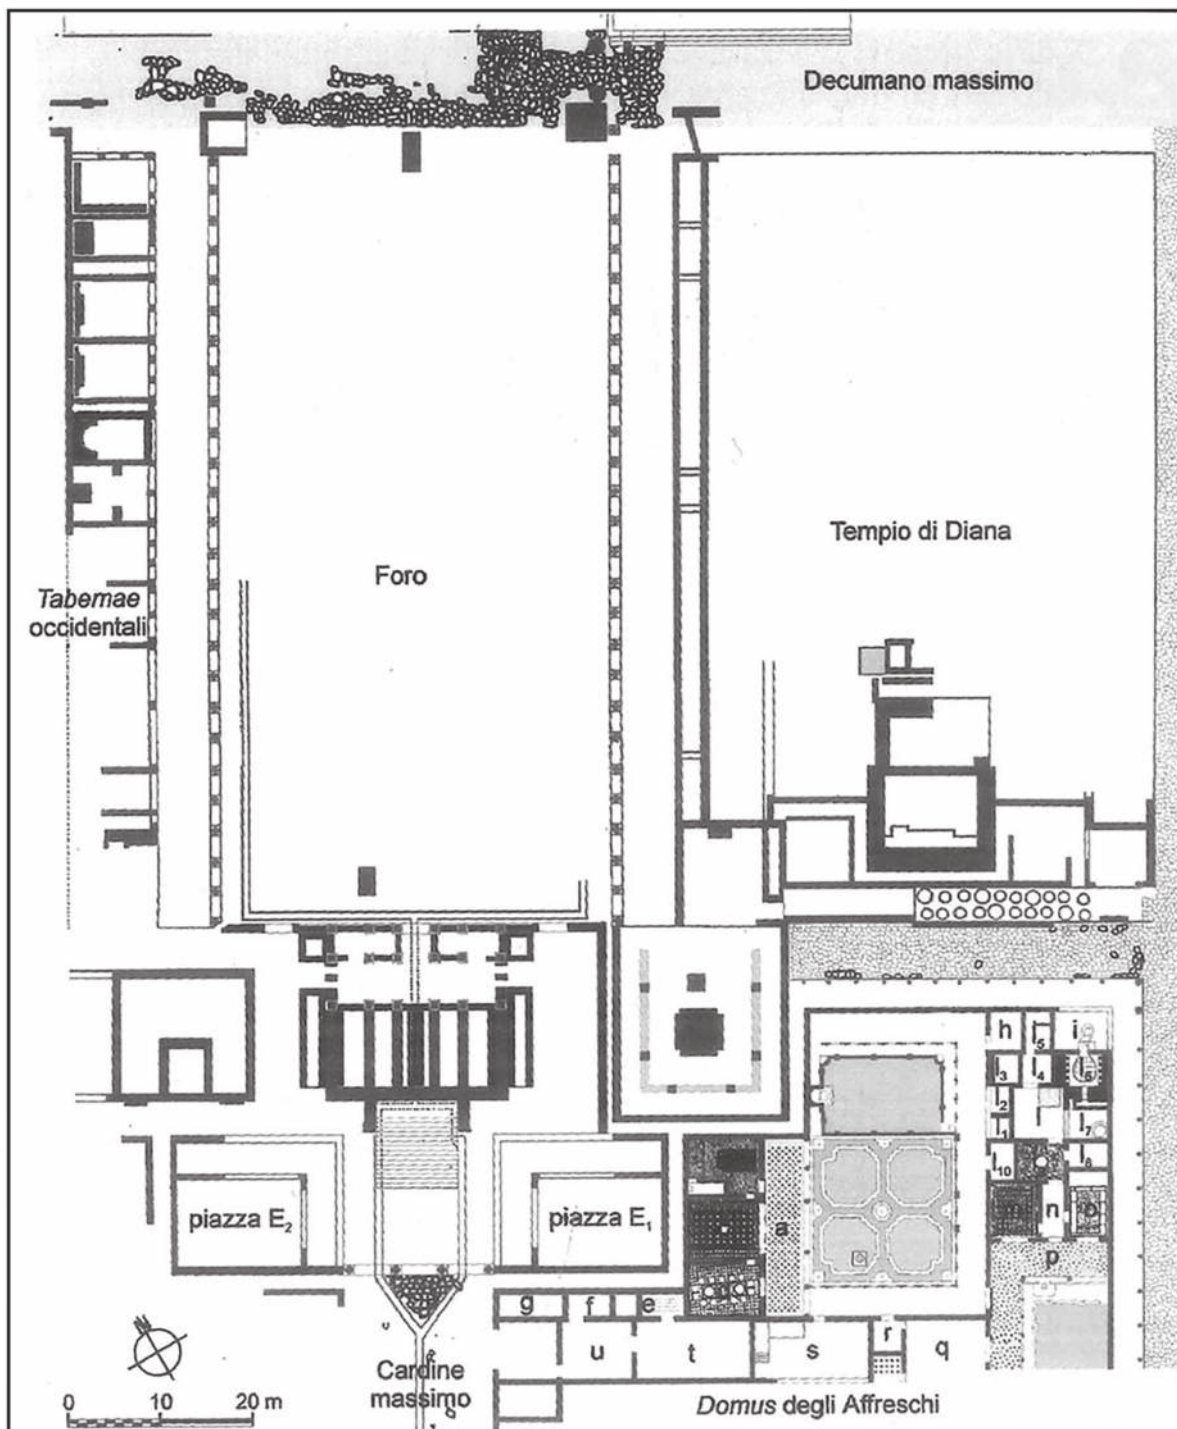 Decumano massimo
Tempio di Diana
Foro
Tabernae
occidentali
h
l5
i
l3
l4
l6
l2
l
l1
l7
l8
l10
piazza E2
piazza E1
a
m
n
o
p
g
f
e
r
u
t
s
q
N
Cardine
massimo
0
10
20 m
Domus degli Affreschi